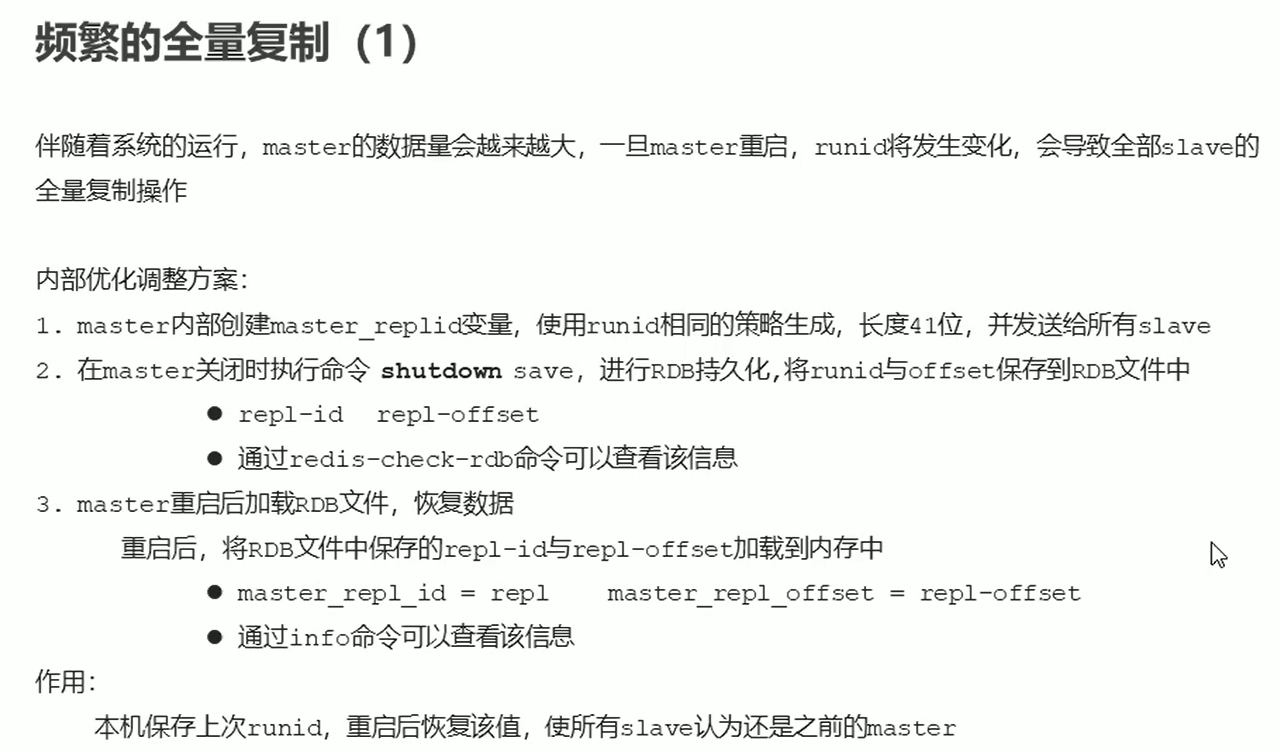 频繁的全量复制（1）
伴随着系统的运行，master的数据量会越来越大，一旦master重启，runid将发生变化，会导致全部slave的
全量复制操作
内部优化调整方案：
1. master内部创建master_replid变量，使用runid相同的策略生成，长度41位，并发送给所有slave
2. 在master关闭时执行命令 shutdown save，进行RDB持久化,将runid与offset保存到RDB文件中
● repl-id  repl-offset
● 通过redis-check-rdb命令可以查看该信息
3. master重启后加载RDB文件，恢复数据
重启后，将RDB文件中保存的repl-id与repl-offset加载到内存中
● master_repl_id = repl   master_repl_offset = repl-offset
● 通过info命令可以查看该信息
作用：
本机保存上次runid，重启后恢复该值，使所有slave认为还是之前的master